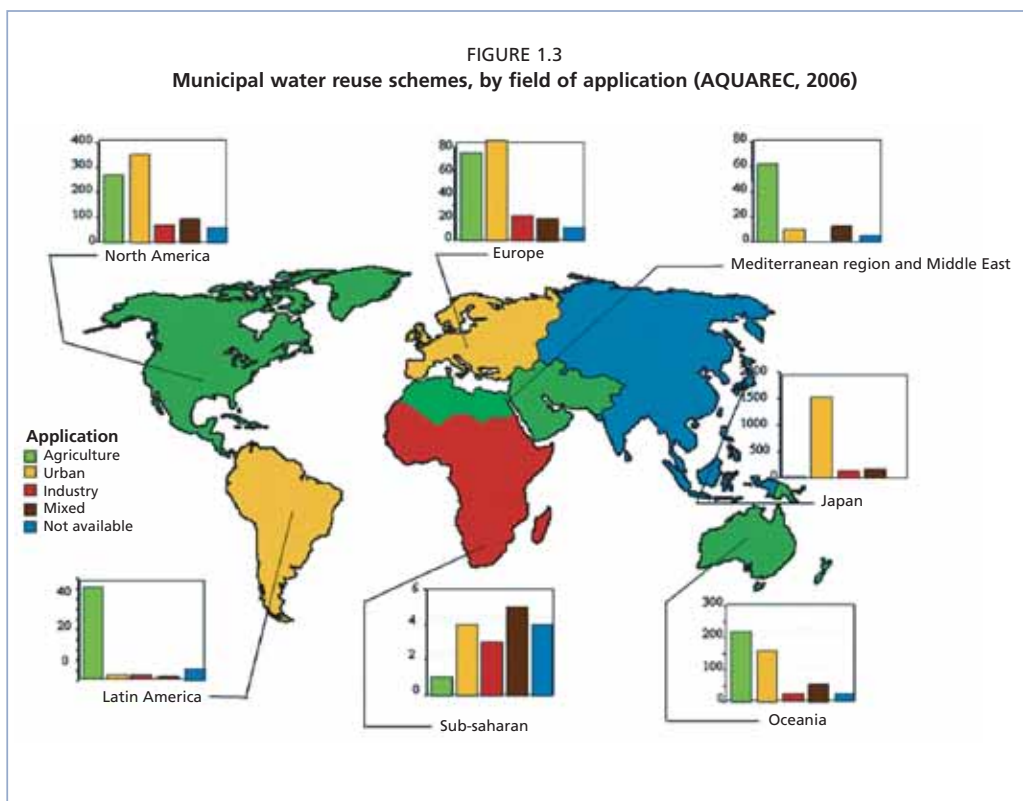 FIGURE 1.3
Municipal water reuse schemes, by field of application (AQUAREC, 2006)
400
300
200
100
0
North America
80
60
40
20
0
Europe
80
60
40
20
0
Mediterranean region and Middle East
1500
1000
500
0
Japan
Application
Agriculture
Urban
Industry
Mixed
Not available
40
20
0
Latin America
6
4
2
0
Sub-saharan
300
200
100
0
Oceania